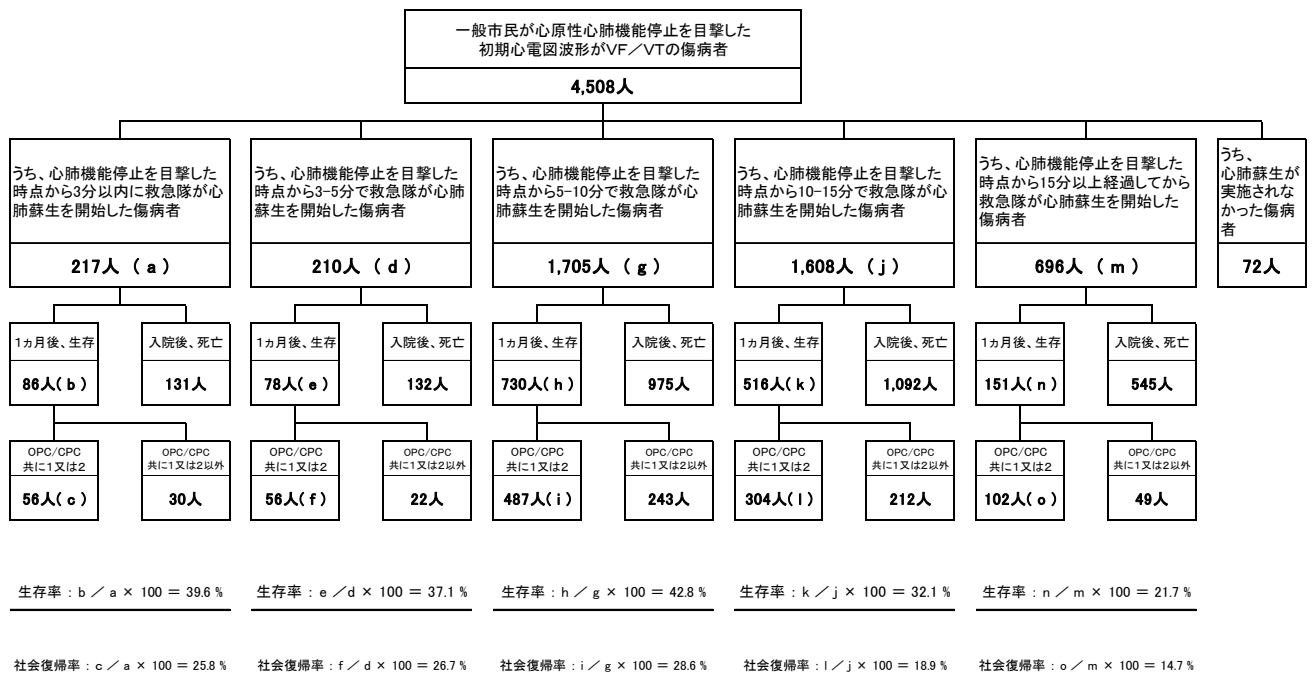 一般市民が心原性心肺機能停止を目撃した
初期心電図波形がVF／VTの傷病者
4,508人
うち、心肺機能停止を目撃した
時点から3分以内に救急隊が心
肺蘇生を開始した傷病者
217人 （ a ）
うち、心肺機能停止を目撃した
時点から3-5分で救急隊が心肺
蘇生を開始した傷病者
210人 （ d ）
うち、心肺機能停止を目撃した
時点から5-10分で救急隊が心
肺蘇生を開始した傷病者
1,705人 （ g ）
うち、心肺機能停止を目撃した
時点から10-15分で救急隊が心
肺蘇生を開始した傷病者
1,608人 （ j ）
うち、心肺機能停止を目撃した
時点から15分以上経過してから
救急隊が心肺蘇生を開始した
傷病者
696人 （ m ）
うち、
心肺蘇生が
実施されな
かった傷病
者
72人
1ヵ月後、生存
86人( b )
入院後、死亡
131人
1ヵ月後、生存
78人( e )
入院後、死亡
132人
1ヵ月後、生存
730人( h )
入院後、死亡
975人
1ヵ月後、生存
516人( k )
入院後、死亡
1,092人
1ヵ月後、生存
151人( n )
入院後、死亡
545人
OPC/CPC
共に1又は2
56人( c )
OPC/CPC
共に1又は2以外
30人
OPC/CPC
共に1又は2
56人( f )
OPC/CPC
共に1又は2以外
22人
OPC/CPC
共に1又は2
487人( i )
OPC/CPC
共に1又は2以外
243人
OPC/CPC
共に1又は2
304人( l )
OPC/CPC
共に1又は2以外
212人
OPC/CPC
共に1又は2
102人( o )
OPC/CPC
共に1又は2以外
49人
生存率 : b ／ a × 100 ＝ 39.6 %
生存率 : e ／d × 100 ＝ 37.1 %
生存率 : h ／ g × 100 ＝ 42.8 %
生存率 : k ／ j × 100 ＝ 32.1 %
生存率 : n ／ m × 100 ＝ 21.7 %
社会復帰率 : c ／ a × 100 ＝ 25.8 %
社会復帰率 : f ／ d × 100 ＝ 26.7 %
社会復帰率 : i ／ g × 100 ＝ 28.6 %
社会復帰率 : l ／ j × 100 ＝ 18.9 %
社会復帰率 : o ／ m × 100 ＝ 14.7 %